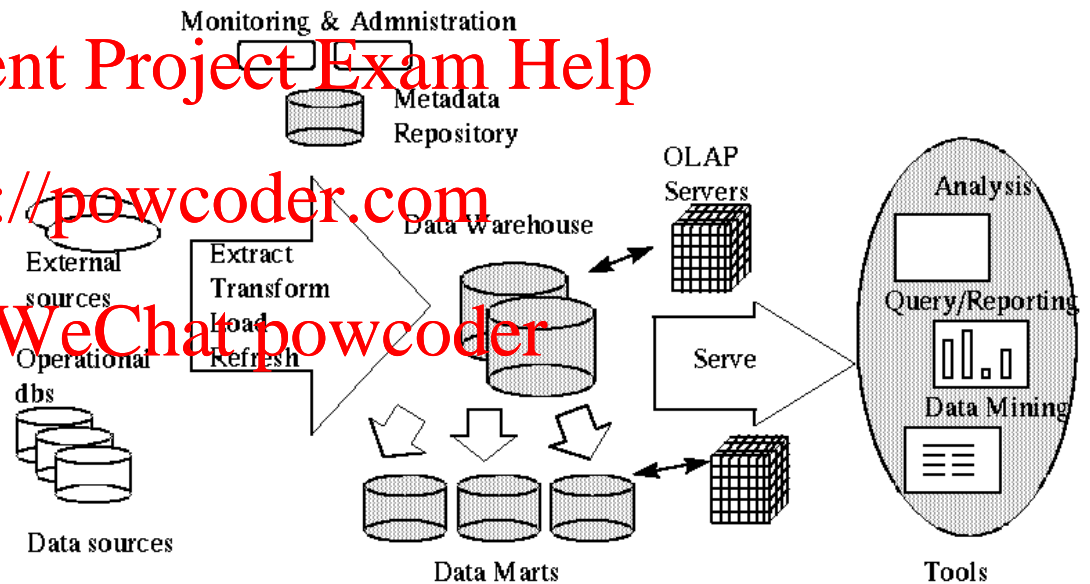 Monitoring & Admnistration
ent Project Exam Help
Metadata
Repository
OLAP
Servers
://powcoder.com
Data Warehouse
External
sources
Extract
Transform
Load
Refresh
WeChat powcoder
Operational
dbs
Serve
Analysis
Query/Reporting
Data Mining
Data sources
Data Marts
Tools